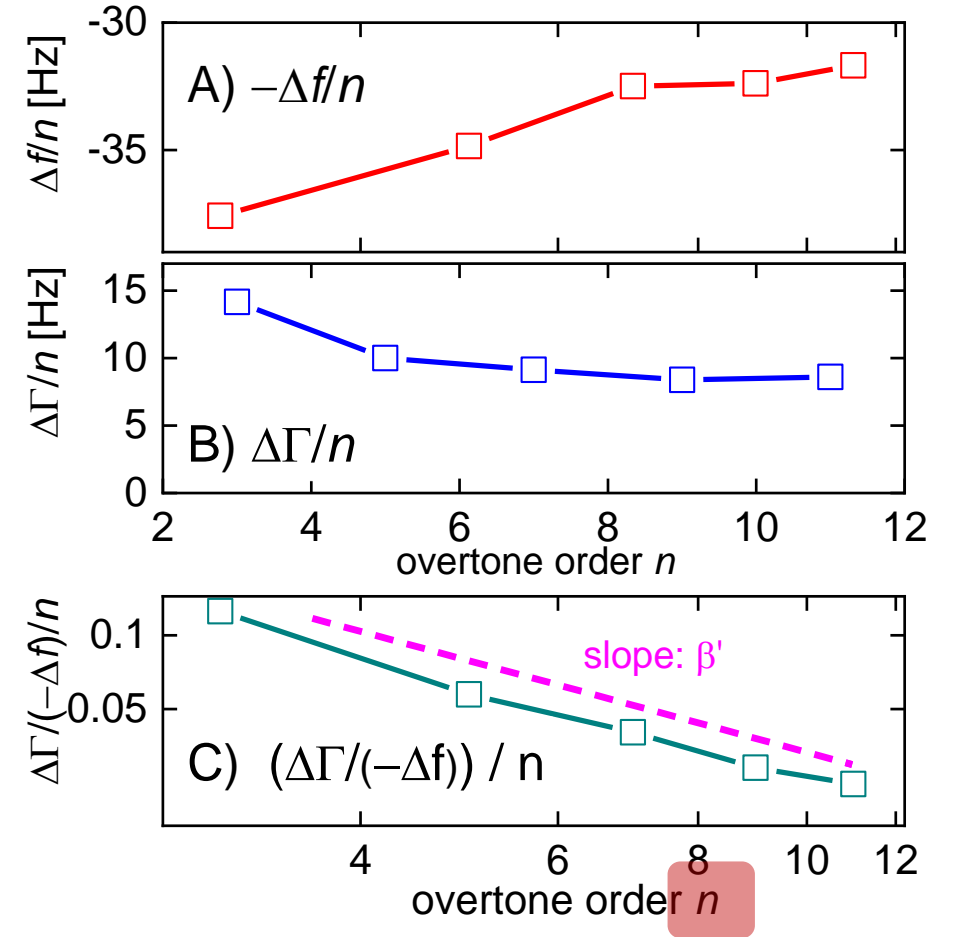 -30
-35
Δf/n [Hz]
A) −Δf/n
15
10
5
0
ΔΓ/n [Hz]
B) ΔΓ/n
2 4 6 8 10 12
overtone order n
0.1
0.05
ΔΓ/(−Δf)/n
slope: β'
C) (ΔΓ/(−Δf)) / n
4 6 8 10 12
overtone order n